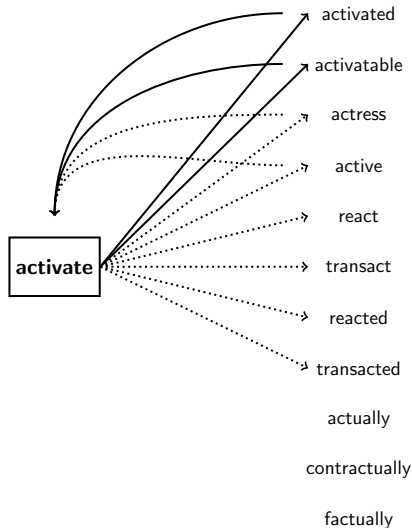 activated
activatable
actress
active
react
activate
transact
reacted
transacted
actually
contractually
factually